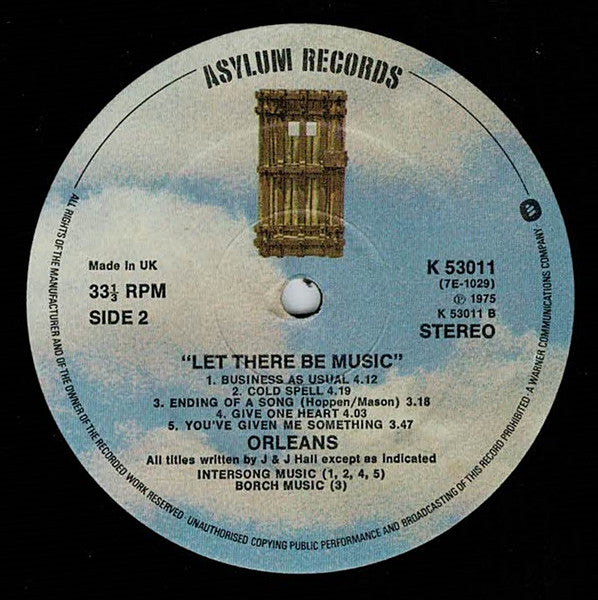 ASYLUM RECORDS
Made in UK
33⅓ RPM
SIDE 2
K 53011
(7E-1029)
Ⓟ 1975
K 53011 B
STEREO
"LET THERE BE MUSIC"
1. BUSINESS AS USUAL 4.12
2. COLD SPELL 4.19
3. ENDING OF A SONG (Hoppen/Mason) 3.18
4. GIVE ONE HEART 4.03
5. YOU'VE GIVEN ME SOMETHING 3.47
ORLEANS
All titles written by J & J Hall except as indicated
INTERSONG MUSIC (1, 2, 4, 5)
BORCH MUSIC (3)
ALL RIGHTS OF THE MANUFACTURER AND OF THE OWNER OF THE RECORDED WORK RESERVED · UNAUTHORISED COPYING PUBLIC PERFORMANCE AND BROADCASTING OF THIS RECORD PROHIBITED · A WARNER COMMUNICATIONS COMPANY